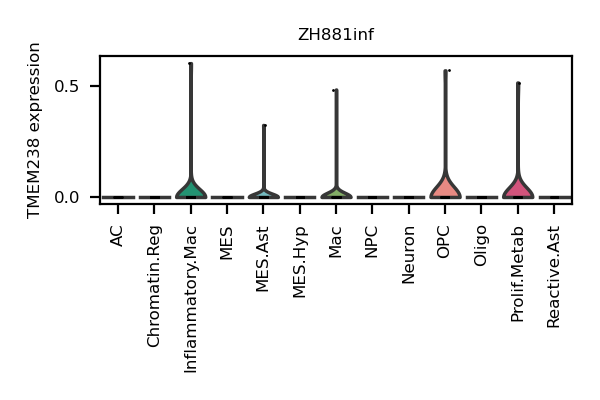 ZH881inf
TMEM238 expression
0.5
0.0
AC
Chromatin.Reg
Inflammatory.Mac
MES
MES.Ast
MES.Hyp
Mac
NPC
Neuron
OPC
Oligo
Prolif.Metab
Reactive.Ast